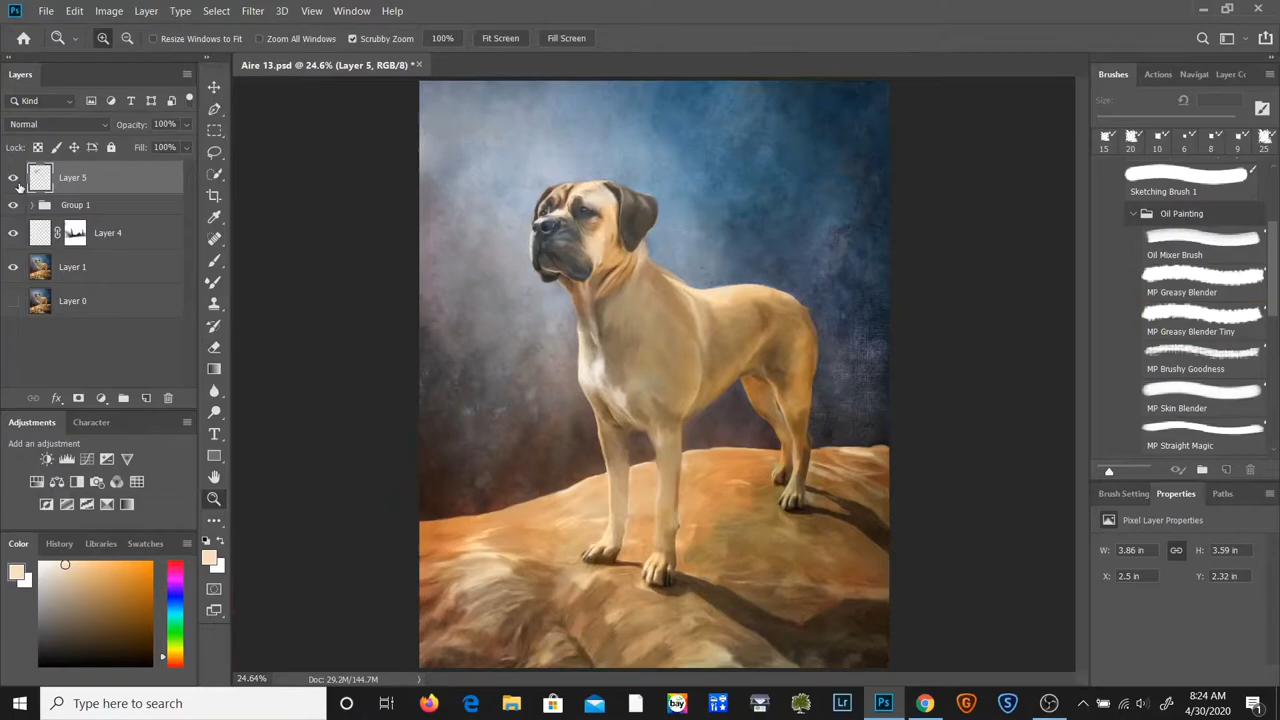 Ps File Edit Image Layer Type Select Filter 3D View Window Help
Resize Windows to Fit Zoom All Windows Scrubby Zoom 100% Fit Screen Fill Screen
Layers
Aire 13.psd @ 24.6% (Layer 5, RGB/8) *
Kind
Normal Opacity: 100%
Lock: Fill: 100%
Layer 5
Group 1
Layer 4
Layer 1
Layer 0
Adjustments Character
Add an adjustment
Color History Libraries Swatches
Brushes Actions Navigat Layer Cc
Size:
15 20 10 6 8 9 25
Sketching Brush 1
Oil Painting
Oil Mixer Brush
MP Greasy Blender
MP Greasy Blender Tiny
MP Brushy Goodness
MP Skin Blender
MP Straight Magic
Brush Setting Properties Paths
Pixel Layer Properties
W: 3.86 in H: 3.59 in
X: 2.5 in Y: 2.32 in
24.64% Doc: 29.2M/144.7M
Type here to search
bay
Ps
8:24 AM
4/30/2020